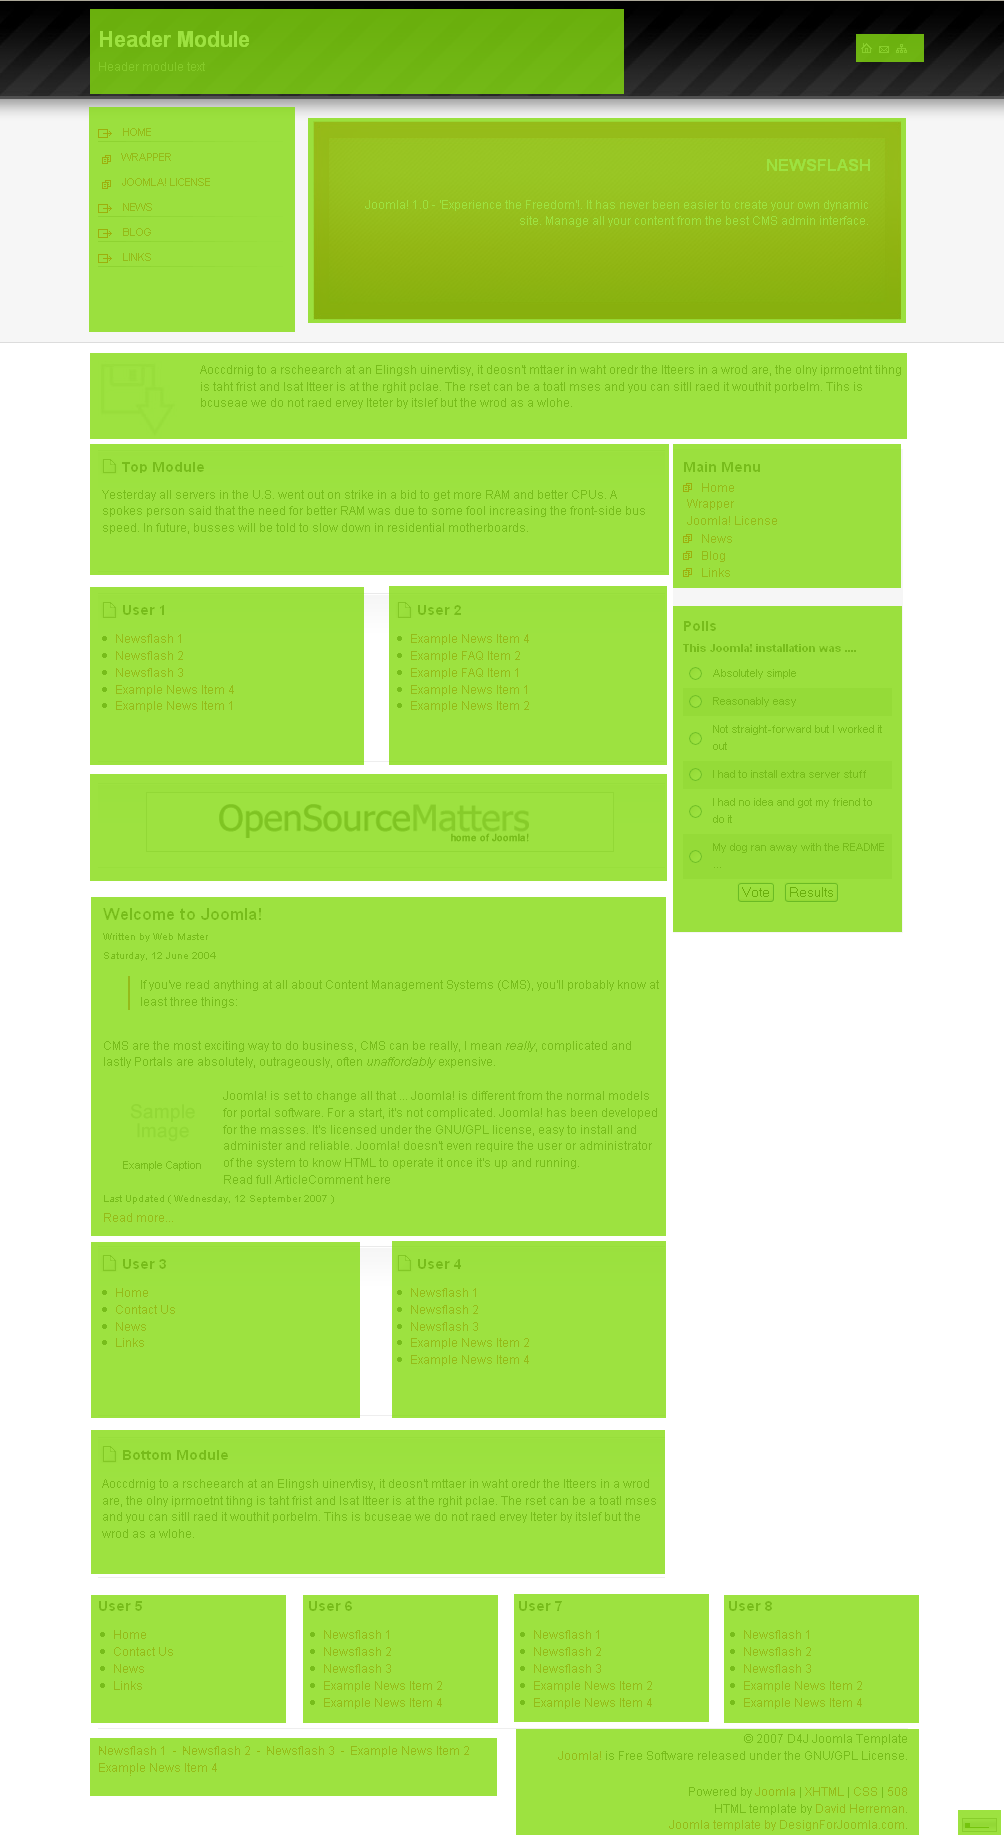 Header Module
Header module text
HOME
WRAPPER
JOOMLA! LICENSE
NEWS
BLOG
LINKS
NEWSFLASH
Joomla! 1.0 - 'Experience the Freedom'!. It has never been easier to create your own dynamic
site. Manage all your content from the best CMS admin interface.
Aoccdrnig to a rscheearch at an Elingsh uinervtisy, it deosn't mttaer in waht oredr the ltteers in a wrod are, the olny iprmoetnt tihng
is taht frist and lsat ltteer is at the rghit pclae. The rset can be a toatl mses and you can sitll raed it wouthit porbelm. Tihs is
bcuseae we do not raed ervey lteter by itslef but the wrod as a wlohe.
Top Module
Yesterday all servers in the U.S. went out on strike in a bid to get more RAM and better CPUs. A
spokes person said that the need for better RAM was due to some fool increasing the front-side bus
speed. In future, busses will be told to slow down in residential motherboards.
Main Menu
Home
Wrapper
Joomla! License
News
Blog
Links
User 1
Newsflash 1
Newsflash 2
Newsflash 3
Example News Item 4
Example News Item 1
User 2
Example News Item 4
Example FAQ Item 2
Example FAQ Item 1
Example News Item 1
Example News Item 2
Polls
This Joomla! installation was ....
Absolutely simple
Reasonably easy
Not straight-forward but I worked it
out
I had to install extra server stuff
I had no idea and got my friend to
do it
My dog ran away with the README
...
Vote Results
OpenSourceMatters
home of Joomla!
Welcome to Joomla!
Written by Web Master
Saturday, 12 June 2004
If you've read anything at all about Content Management Systems (CMS), you'll probably know at
least three things:
CMS are the most exciting way to do business, CMS can be really, I mean really, complicated and
lastly Portals are absolutely, outrageously, often unaffordably expensive.
Sample
Image
Example Caption
Joomla! is set to change all that ... Joomla! is different from the normal models
for portal software. For a start, it's not complicated. Joomla! has been developed
for the masses. It's licensed under the GNU/GPL license, easy to install and
administer and reliable. Joomla! doesn't even require the user or administrator
of the system to know HTML to operate it once it's up and running.
Read full ArticleComment here
Last Updated ( Wednesday, 12 September 2007 )
Read more...
User 3
Home
Contact Us
News
Links
User 4
Newsflash 1
Newsflash 2
Newsflash 3
Example News Item 2
Example News Item 4
Bottom Module
Aoccdrnig to a rscheearch at an Elingsh uinervtisy, it deosn't mttaer in waht oredr the ltteers in a wrod
are, the olny iprmoetnt tihng is taht frist and lsat ltteer is at the rghit pclae. The rset can be a toatl mses
and you can sitll raed it wouthit porbelm. Tihs is bcuseae we do not raed ervey lteter by itslef but the
wrod as a wlohe.
User 5
Home
Contact Us
News
Links
User 6
Newsflash 1
Newsflash 2
Newsflash 3
Example News Item 2
Example News Item 4
User 7
Newsflash 1
Newsflash 2
Newsflash 3
Example News Item 2
Example News Item 4
User 8
Newsflash 1
Newsflash 2
Newsflash 3
Example News Item 2
Example News Item 4
Newsflash 1 - Newsflash 2 - Newsflash 3 - Example News Item 2
Example News Item 4
© 2007 D4J Joomla Template
Joomla! is Free Software released under the GNU/GPL License.
Powered by Joomla | XHTML | CSS | 508
HTML template by David Herreman.
Joomla template by DesignForJoomla.com.